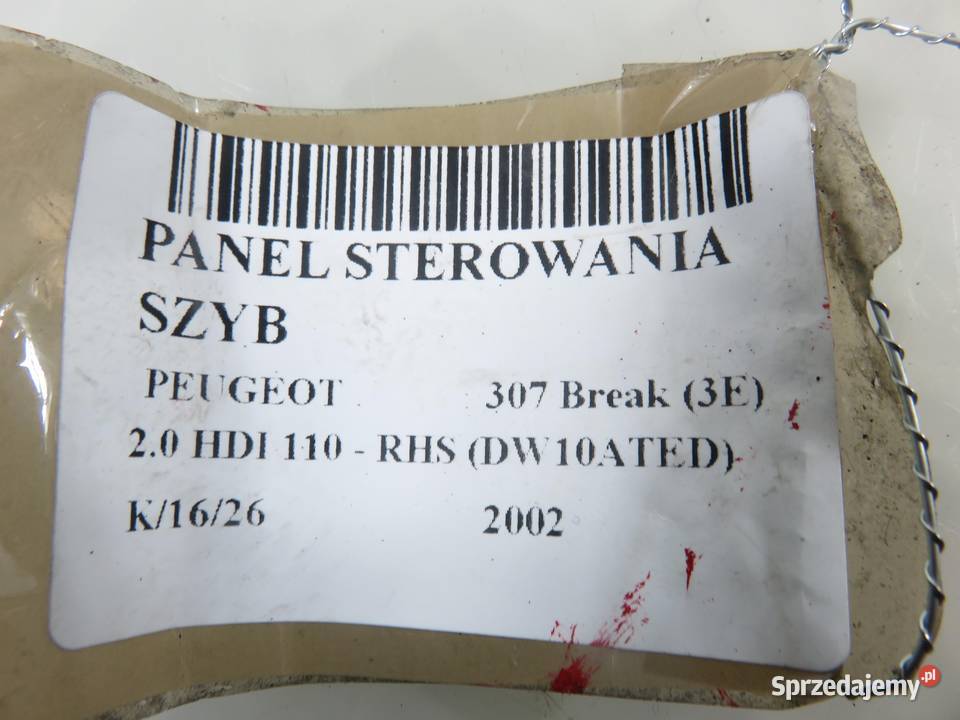 PANEL STEROWANIA
SZYB
PEUGEOT 307 Break (3E)
2.0 HDI 110 - RHS (DW10ATED)
K/16/26 2002
Sprzedajemy.pl